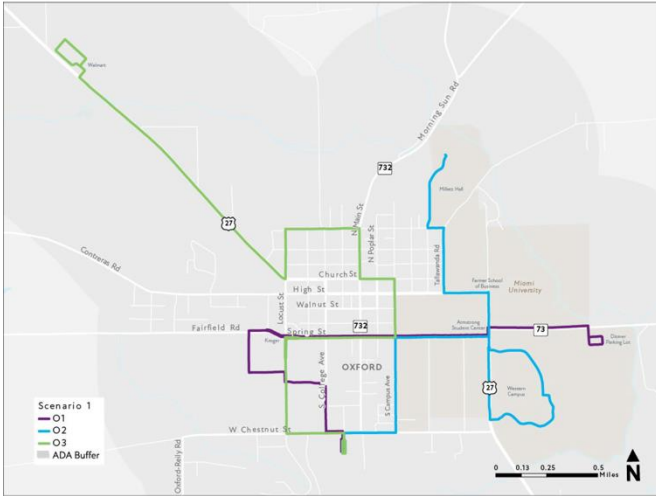 Walmart
Morning Sun Rd
732
Millett Hall
27
N Main St
N Poplar St
Tallawanda Rd
Contreras Rd
Church St
High St
Farmer School
of Business
Miami
University
Locust St
Walnut St
Fairfield Rd
Spring St
732
Armstrong
Student Center
73
Ditmer
Parking Lot
Kroger
S College Ave
OXFORD
S Campus Ave
27
Western
Campus
W Chestnut St
Oxford-Reily Rd
Scenario 1
O1
O2
O3
ADA Buffer
0 0.13 0.25 0.5
Miles
N